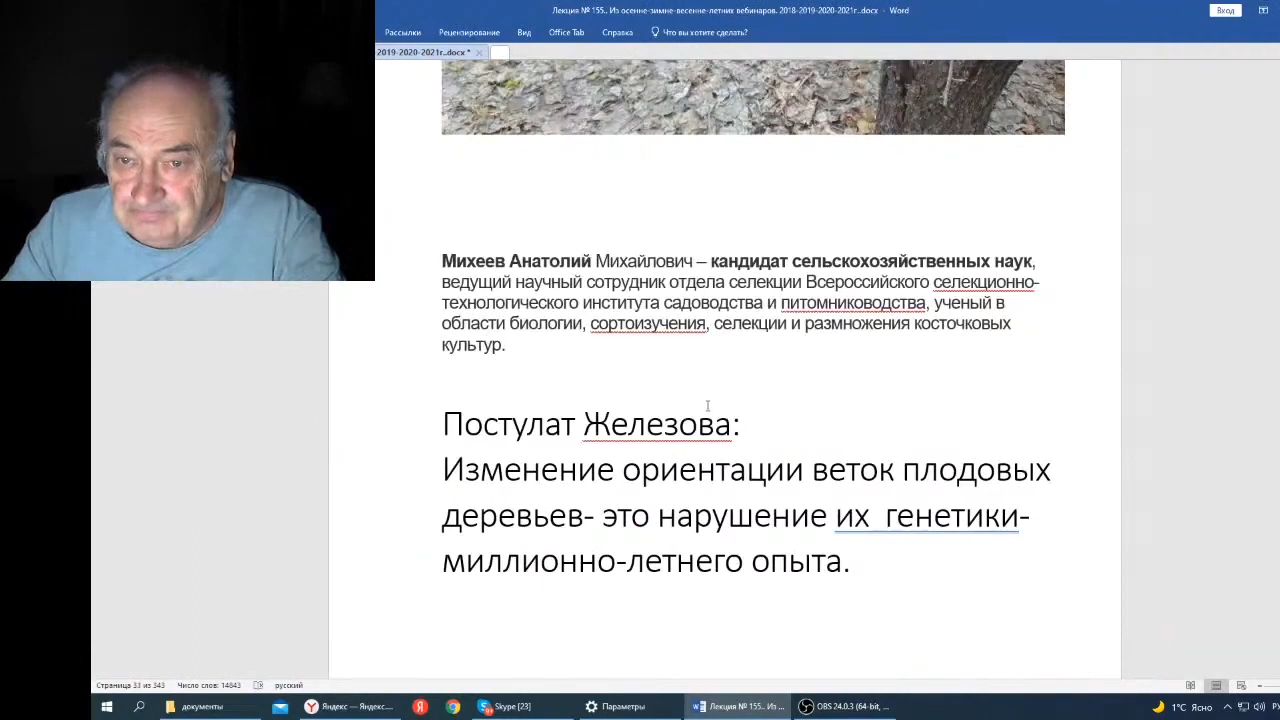 Лекция № 155.. Из осенне-зимне-весенне-летних вебинаров. 2018-2019-2020-2021г..docx - Word
Вход
Рассылки Рецензирование Вид Office Tab Справка Что вы хотите сделать?
2019-2020-2021г..docx *
Михеев Анатолий Михайлович – кандидат сельскохозяйственных наук,
ведущий научный сотрудник отдела селекции Всероссийского селекционно-
технологического института садоводства и питомниководства, ученый в
области биологии, сортоизучения, селекции и размножения косточковых
культур.
Постулат Железова:
Изменение ориентации веток плодовых
деревьев- это нарушение их генетики-
миллионно-летнего опыта.
Страница 33 из 343 Число слов: 14843 русский
документы Яндекс — Яндекс.... Skype [23] Параметры Лекция № 155.. Из ... OBS 24.0.3 (64-bit, ... 1°C Ясно